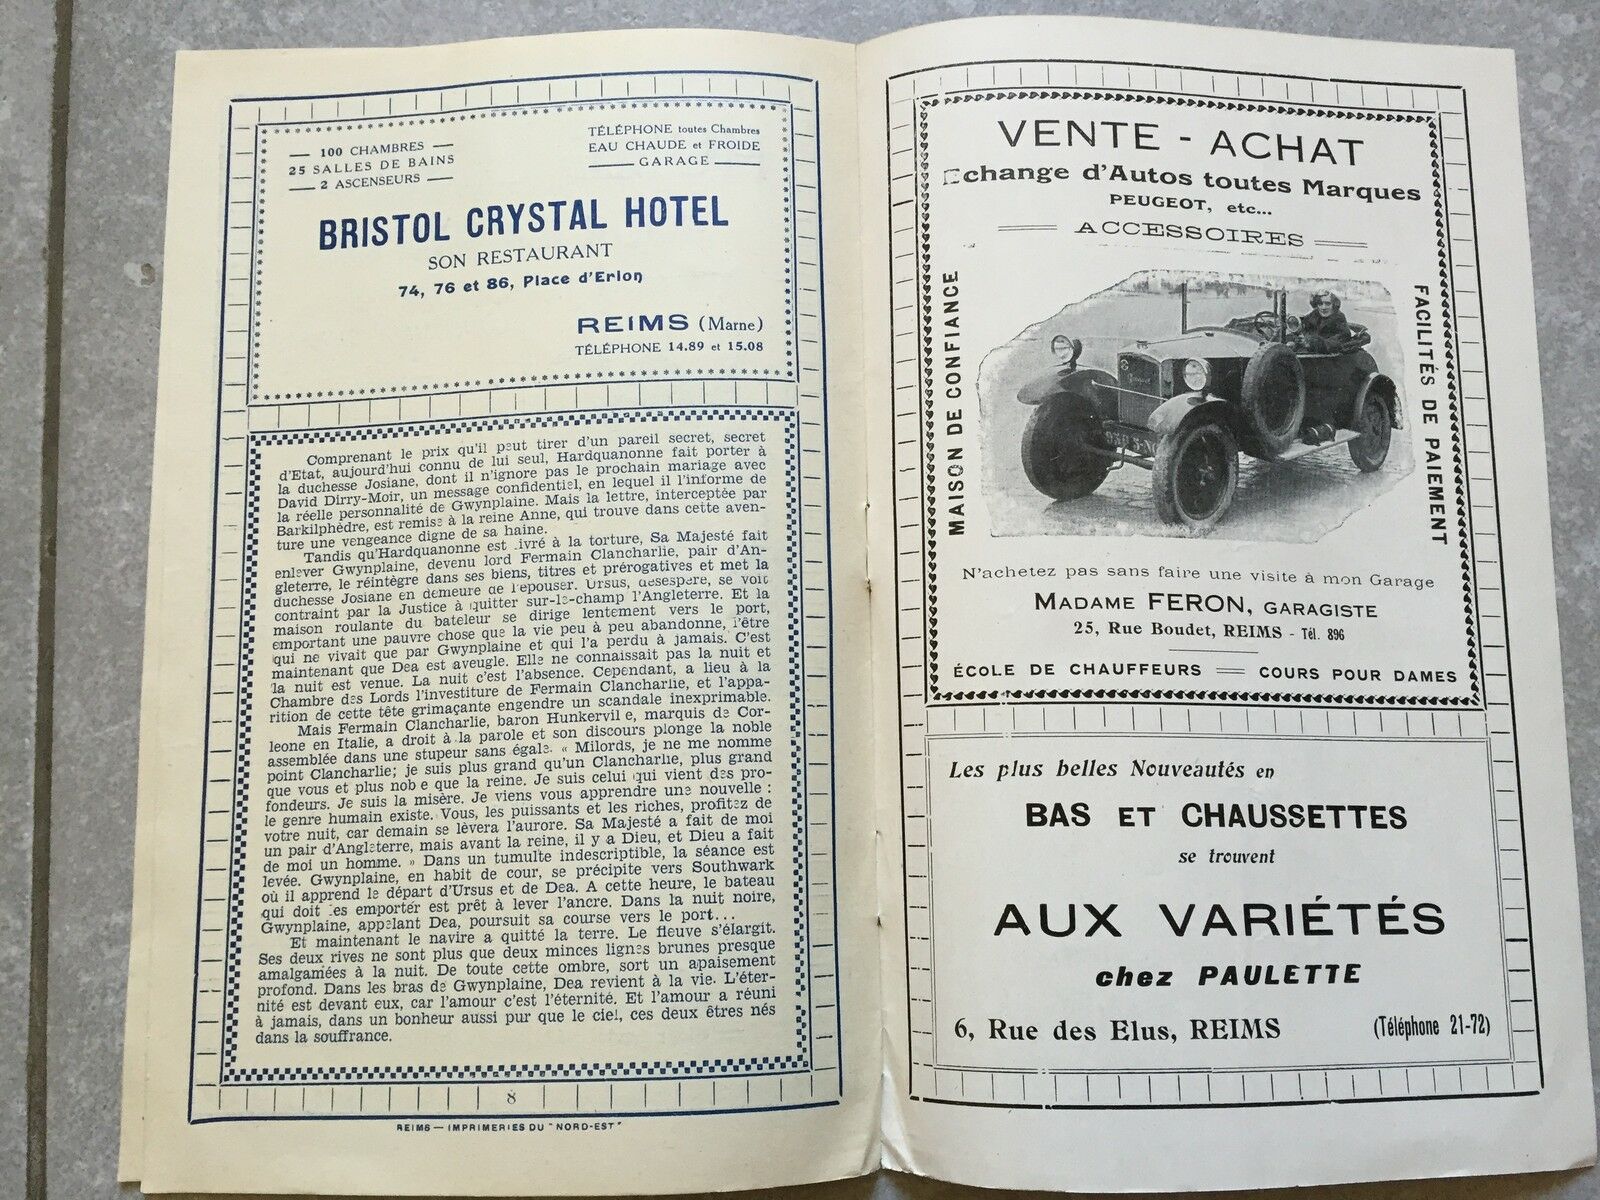 — 100 CHAMBRES —
25 SALLES DE BAINS
— 2 ASCENSEURS —
TÉLÉPHONE toutes Chambres
EAU CHAUDE et FROIDE
— GARAGE —
BRISTOL CRYSTAL HOTEL
SON RESTAURANT
74, 76 et 86, Place d'Erlon
REIMS (Marne)
TÉLÉPHONE 14.89 et 15.08
Comprenant le prix qu'il peut tirer d'un pareil secret, secret
d'Etat, aujourd'hui connu de lui seul, Hardquanonne fait porter à
la duchesse Josiane, dont il n'ignore pas le prochain mariage avec
David Dirry-Moir, un message confidentiel, en lequel il l'informe de
la réelle personnalité de Gwynplaine. Mais la lettre, interceptée par
Barkilphèdre, est remise à la reine Anne, qui trouve dans cette aven-
ture une vengeance digne de sa haine.
Tandis qu'Hardquanonne est livré à la torture, Sa Majesté fait
enlever Gwynplaine, devenu lord Fermain Clancharlie, pair d'An-
gleterre, le réintègre dans ses biens, titres et prérogatives et met la
duchesse Josiane en demeure de l'épouser. Ursus, désespéré, se voit
contraint par la Justice à quitter sur-le-champ l'Angleterre. Et la
maison roulante du bateleur se dirige lentement vers le port,
emportant une pauvre chose que la vie peu à peu abandonne, l'être
qui ne vivait que par Gwynplaine et qui l'a perdu à jamais. C'est
maintenant que Dea est aveugle. Elle ne connaissait pas la nuit et
la nuit est venue. La nuit c'est l'absence. Cependant, a lieu à la
Chambre des Lords l'investiture de Fermain Clancharlie, et l'appa-
rition de cette tête grimaçante engendre un scandale inexprimable.
Mais Fermain Clancharlie, baron Hunkerville, marquis de Cor-
leone en Italie, a droit à la parole et son discours plonge la noble
assemblée dans une stupeur sans égale. « Milords, je ne me nomme
point Clancharlie; je suis plus grand qu'un Clancharlie, plus grand
que vous et plus noble que la reine. Je suis celui qui vient des pro-
fondeurs. Je suis la misère. Je viens vous apprendre une nouvelle :
le genre humain existe. Vous, les puissants et les riches, profitez de
votre nuit, car demain se lèvera l'aurore. Sa Majesté a fait de moi
un pair d'Angleterre, mais avant la reine, il y a Dieu, et Dieu a fait
de moi un homme. » Dans un tumulte indescriptible, la séance est
levée. Gwynplaine, en habit de cour, se précipite vers Southwark
où il apprend le départ d'Ursus et de Dea. A cette heure, le bateau
qui doit les emporter est prêt à lever l'ancre. Dans la nuit noire,
Gwynplaine, appelant Dea, poursuit sa course vers le port...
Et maintenant le navire a quitté la terre. Le fleuve s'élargit.
Ses deux rives ne sont plus que deux minces lignes brunes presque
amalgamées à la nuit. De toute cette ombre, sort un apaisement
profond. Dans les bras de Gwynplaine, Dea revient à la vie. L'éter-
nité est devant eux, car l'amour c'est l'éternité. Et l'amour a réuni
à jamais, dans un bonheur aussi pur que le ciel, ces deux êtres nés
dans la souffrance.
8
REIMS — IMPRIMERIES DU "NORD-EST"
VENTE - ACHAT
Echange d'Autos toutes Marques
PEUGEOT, etc...
ACCESSOIRES
MAISON DE CONFIANCE
FACILITÉS DE PAIEMENT
N'achetez pas sans faire une visite à mon Garage
MADAME FERON, GARAGISTE
25, Rue Boudet, REIMS - Tél. 896
ÉCOLE DE CHAUFFEURS = COURS POUR DAMES
Les plus belles Nouveautés en
BAS ET CHAUSSETTES
se trouvent
AUX VARIÉTÉS
chez PAULETTE
6, Rue des Elus, REIMS (Téléphone 21-72)